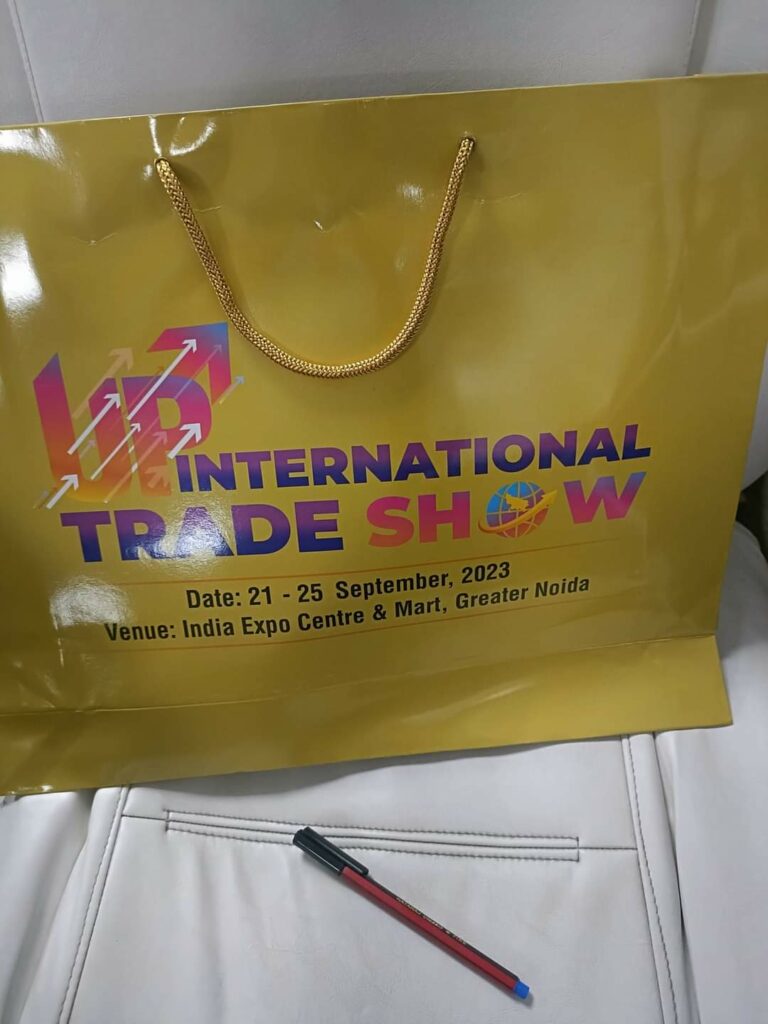 UP INTERNATIONAL
TRADE SHOW
Date: 21 - 25 September, 2023
Venue: India Expo Centre & Mart, Greater Noida